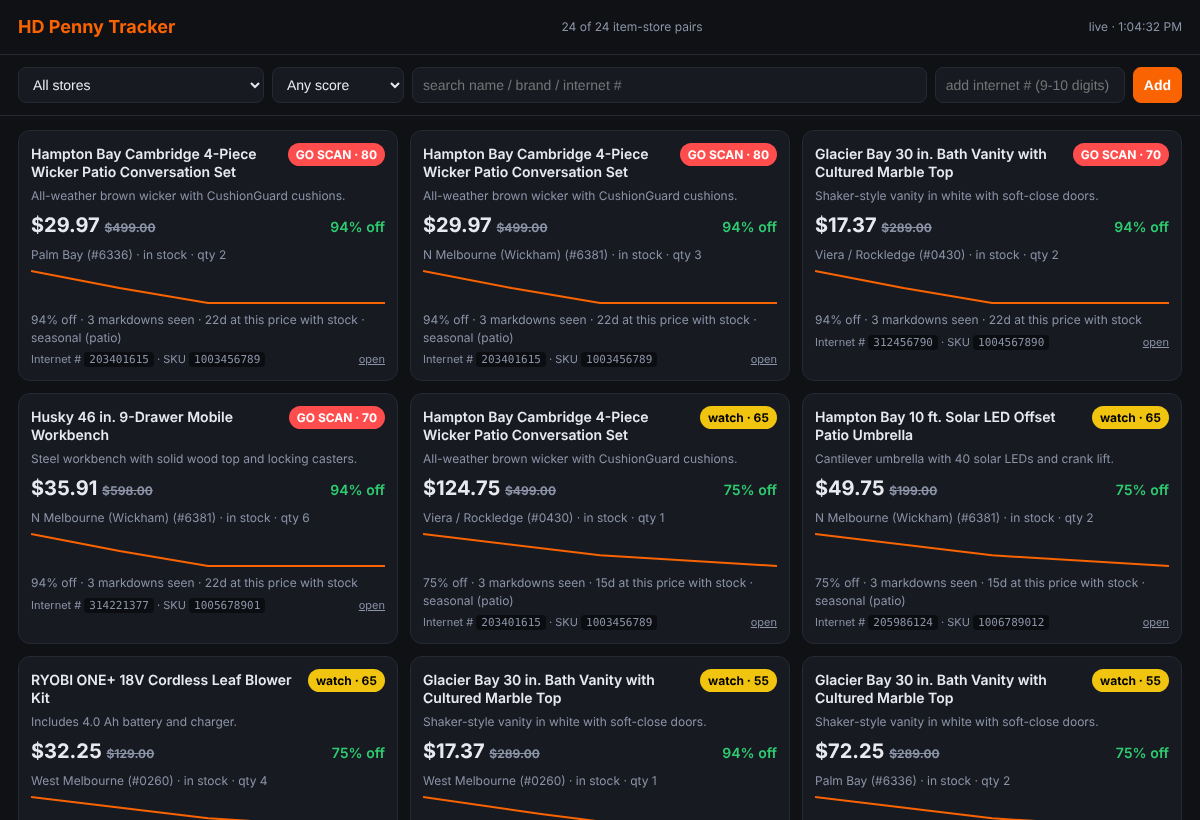 HD Penny Tracker
24 of 24 item-store pairs
live · 1:04:32 PM
All stores
Any score
search name / brand / internet #
add internet # (9-10 digits)
Add
Hampton Bay Cambridge 4-Piece
Wicker Patio Conversation Set
GO SCAN · 80
All-weather brown wicker with CushionGuard cushions.
$29.97 $499.00
94% off
Palm Bay (#6336) · in stock · qty 2
94% off · 3 markdowns seen · 22d at this price with stock ·
seasonal (patio)
Internet # 203401615 · SKU 1003456789
open
Hampton Bay Cambridge 4-Piece
Wicker Patio Conversation Set
GO SCAN · 80
All-weather brown wicker with CushionGuard cushions.
$29.97 $499.00
94% off
N Melbourne (Wickham) (#6381) · in stock · qty 3
94% off · 3 markdowns seen · 22d at this price with stock ·
seasonal (patio)
Internet # 203401615 · SKU 1003456789
open
Glacier Bay 30 in. Bath Vanity with
Cultured Marble Top
GO SCAN · 70
Shaker-style vanity in white with soft-close doors.
$17.37 $289.00
94% off
Viera / Rockledge (#0430) · in stock · qty 2
94% off · 3 markdowns seen · 22d at this price with stock
Internet # 312456790 · SKU 1004567890
open
Husky 46 in. 9-Drawer Mobile
Workbench
GO SCAN · 70
Steel workbench with solid wood top and locking casters.
$35.91 $598.00
94% off
N Melbourne (Wickham) (#6381) · in stock · qty 6
94% off · 3 markdowns seen · 22d at this price with stock
Internet # 314221377 · SKU 1005678901
open
Hampton Bay Cambridge 4-Piece
Wicker Patio Conversation Set
watch · 65
All-weather brown wicker with CushionGuard cushions.
$124.75 $499.00
75% off
Viera / Rockledge (#0430) · in stock · qty 1
75% off · 3 markdowns seen · 15d at this price with stock ·
seasonal (patio)
Internet # 203401615 · SKU 1003456789
open
Hampton Bay 10 ft. Solar LED Offset
Patio Umbrella
watch · 65
Cantilever umbrella with 40 solar LEDs and crank lift.
$49.75 $199.00
75% off
N Melbourne (Wickham) (#6381) · in stock · qty 2
75% off · 3 markdowns seen · 15d at this price with stock ·
seasonal (patio)
Internet # 205986124 · SKU 1006789012
open
RYOBI ONE+ 18V Cordless Leaf Blower
Kit
watch · 65
Includes 4.0 Ah battery and charger.
$32.25 $129.00
75% off
West Melbourne (#0260) · in stock · qty 4
Glacier Bay 30 in. Bath Vanity with
Cultured Marble Top
watch · 55
Shaker-style vanity in white with soft-close doors.
$17.37 $289.00
94% off
West Melbourne (#0260) · in stock · qty 1
Glacier Bay 30 in. Bath Vanity with
Cultured Marble Top
watch · 55
Shaker-style vanity in white with soft-close doors.
$72.25 $289.00
75% off
Palm Bay (#6336) · in stock · qty 2